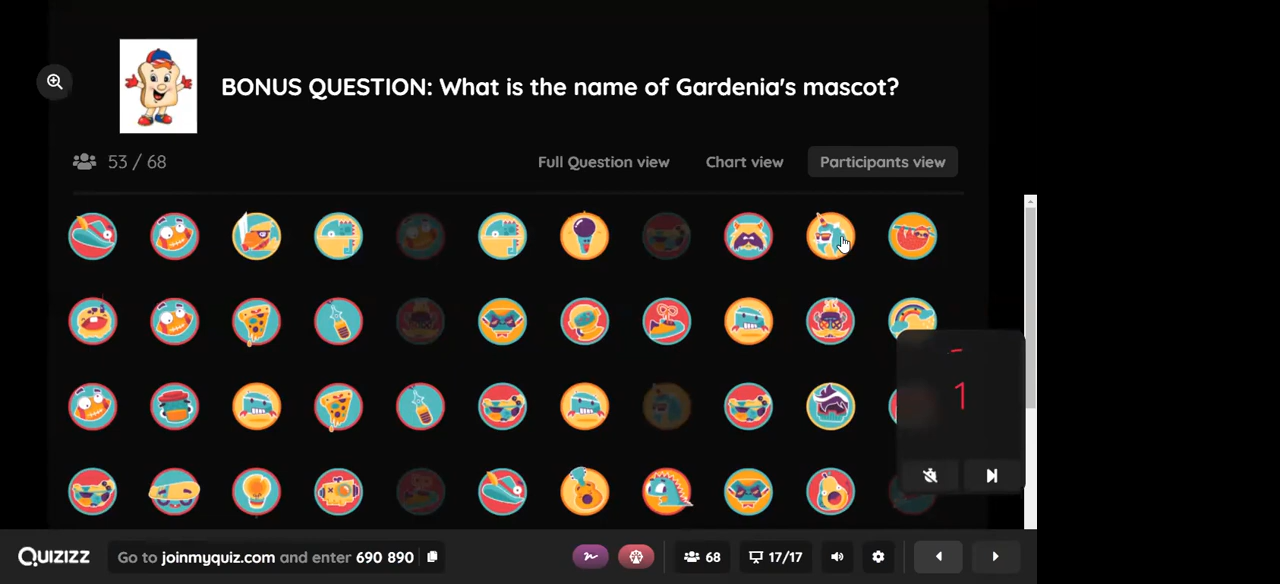 BONUS QUESTION: What is the name of Gardenia's mascot?
53 / 68
Full Question view
Chart view
Participants view
1
QUIZIZZ
Go to joinmyquiz.com and enter 690 890
68
17/17